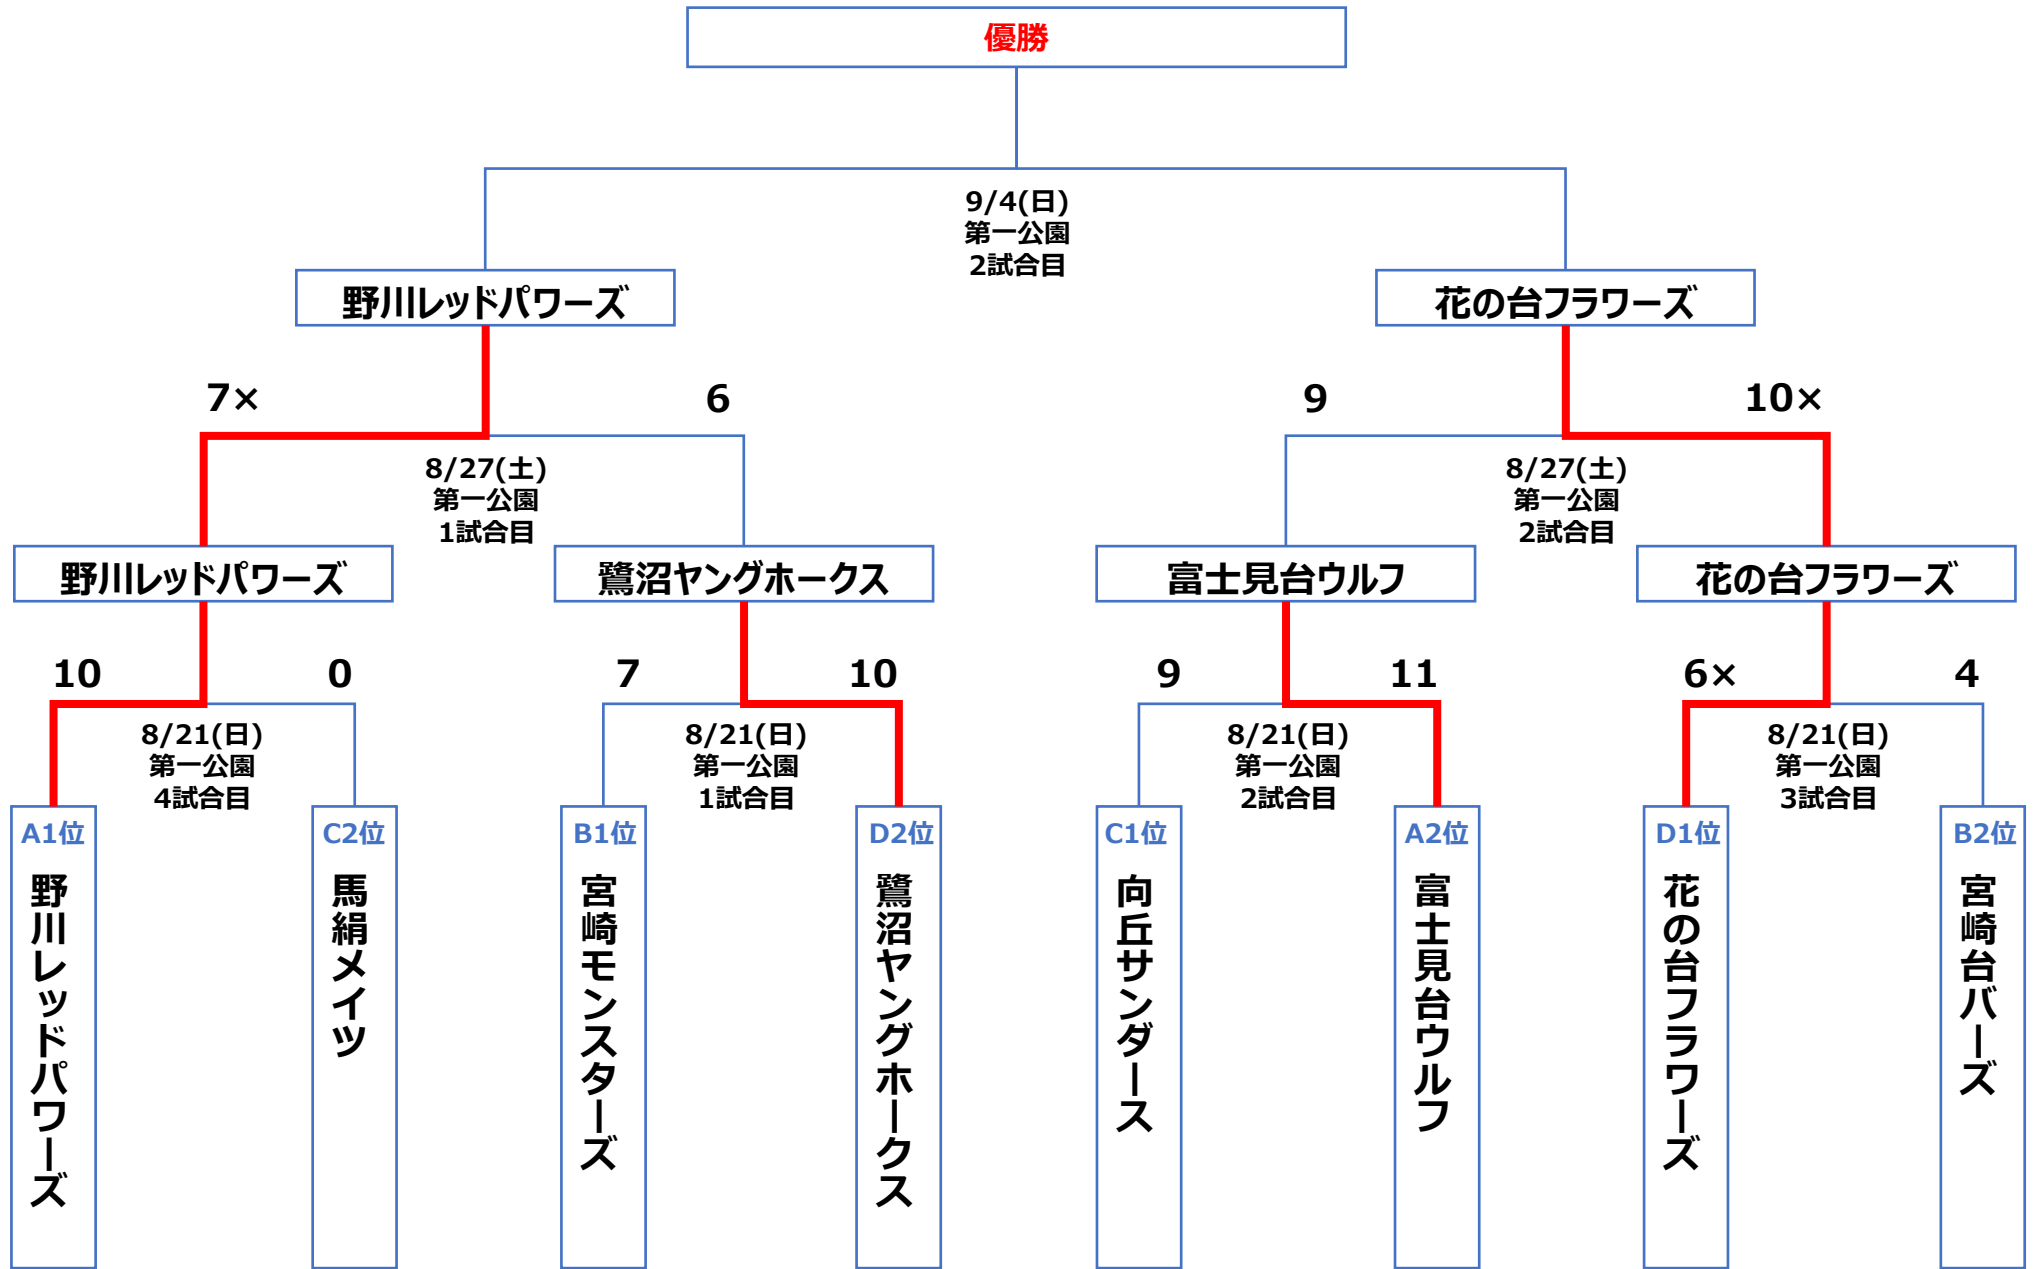 優勝
9/4(日)
第一公園
2試合目
野川レッドパワーズ
花の台フラワーズ
7×
6
9
10×
8/27(土)
第一公園
1試合目
8/27(土)
第一公園
2試合目
野川レッドパワーズ
鷺沼ヤングホークス
富士見台ウルフ
花の台フラワーズ
10
0
7
10
9
11
6×
4
8/21(日)
第一公園
4試合目
8/21(日)
第一公園
1試合目
8/21(日)
第一公園
2試合目
8/21(日)
第一公園
3試合目
A1位
野川レッドパワーズ
C2位
馬絹メイツ
B1位
宮崎モンスターズ
D2位
鷺沼ヤングホークス
C1位
向丘サンダース
A2位
富士見台ウルフ
D1位
花の台フラワーズ
B2位
宮崎台バーズ